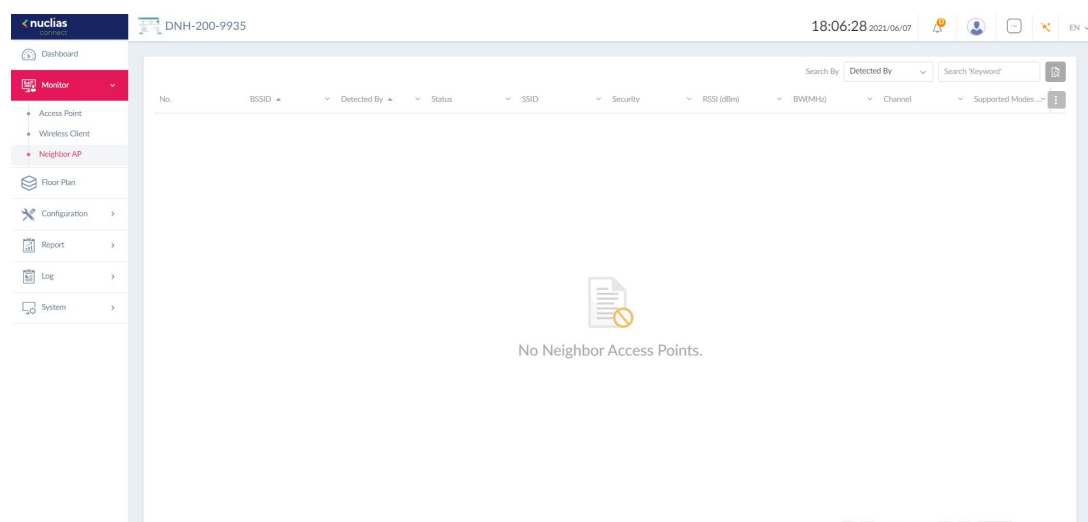 nuclias
connect
DNH-200-9935
18:06:28 2021/06/07
0
EN
Dashboard
Monitor
Access Point
Wireless Client
Neighbor AP
Floor Plan
Configuration
Report
Log
System
Search By Detected By Search 'Keyword'
No. BSSID Detected By Status SSID Security RSSI (dBm) BW(MHz) Channel Supported Modes ...
No Neighbor Access Points.